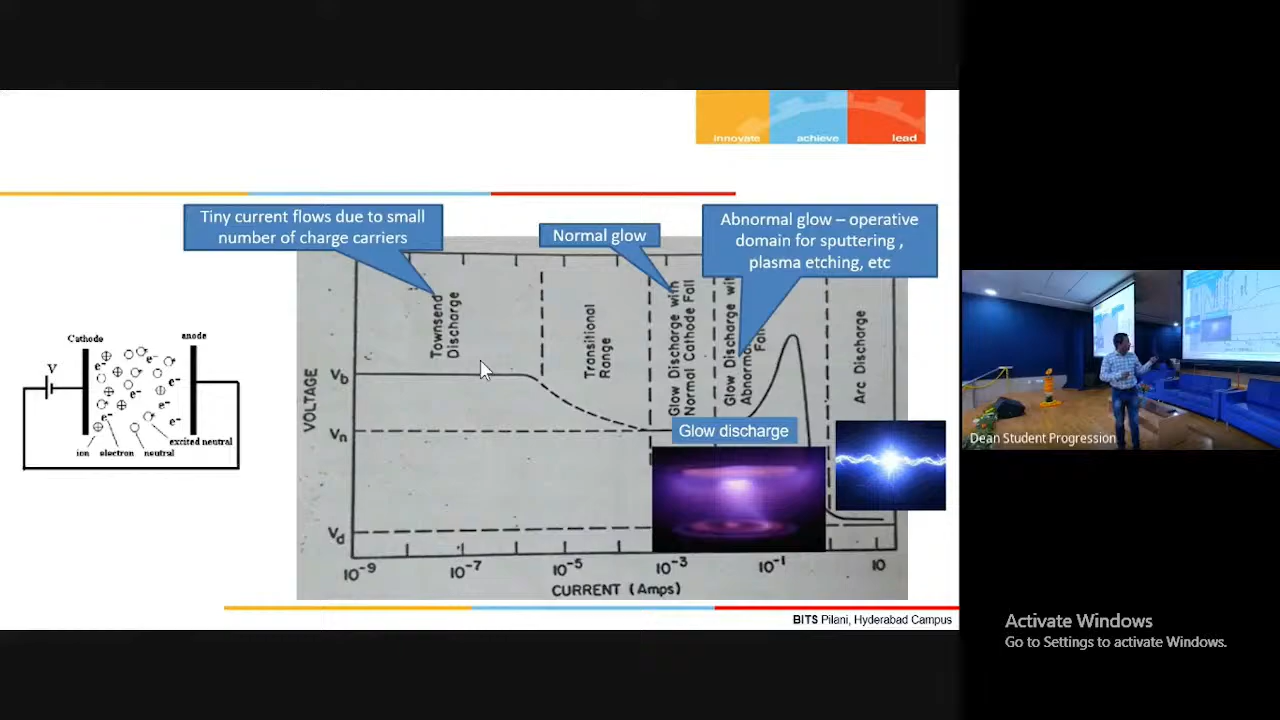 innovate
achieve
lead
Tiny current flows due to small
number of charge carriers
Normal glow
Abnormal glow – operative
domain for sputtering ,
plasma etching, etc
Cathode
anode
V
e-
e-
e-
e-
e-
excited neutral
ion
electron
neutral
VOLTAGE
Vb
Vn
Vd
Townsend
Discharge
Transitional
Range
Glow Discharge with
Normal Cathode Fall
Glow Discharge
Arc Discharge
Glow discharge
10-9
10-7
10-5
10-3
10-1
10
CURRENT (Amps)
BITS Pilani, Hyderabad Campus
Dean Student Progression
Activate Windows
Go to Settings to activate Windows.